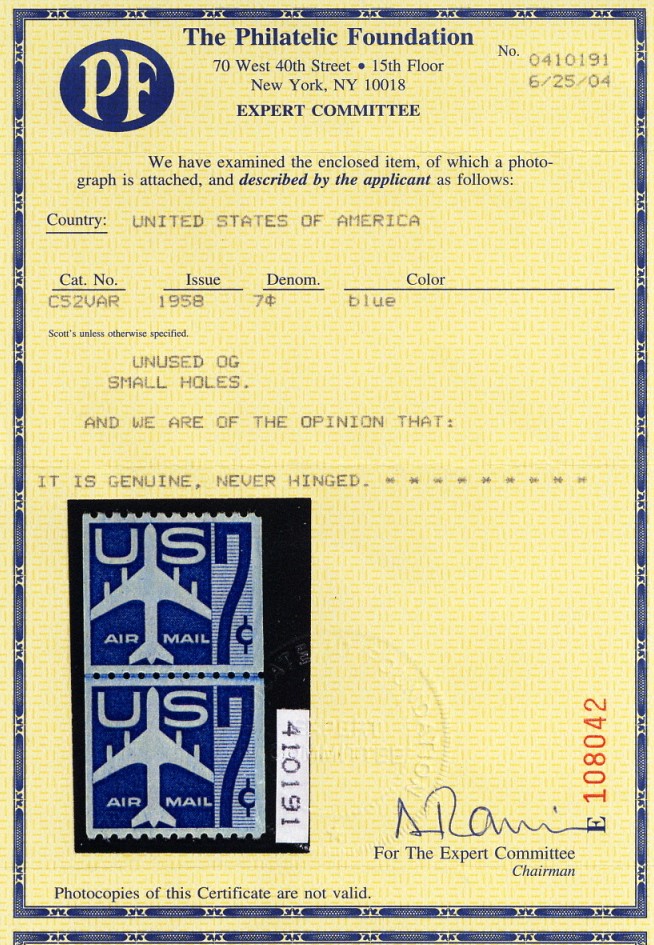 PF
The Philatelic Foundation
70 West 40th Street • 15th Floor
New York, NY 10018
EXPERT COMMITTEE
No. 0410191
6/25/04
We have examined the enclosed item, of which a photo-
graph is attached, and described by the applicant as follows:
Country: UNITED STATES OF AMERICA
Cat. No. Issue Denom. Color
C52VAR 1958 7¢ blue
Scott's unless otherwise specified.
UNUSED OG
SMALL HOLES.
AND WE ARE OF THE OPINION THAT:
IT IS GENUINE, NEVER HINGED. * * * * * * * * *
US 7¢
AIR MAIL
US 7¢
AIR MAIL
410191
E 108042
For The Expert Committee
Chairman
Photocopies of this Certificate are not valid.